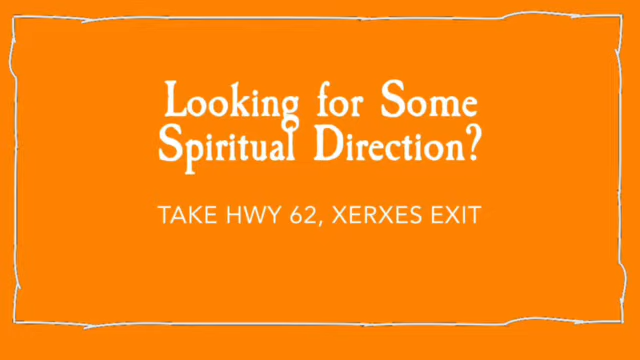 Looking for Some
Spiritual Direction?
TAKE HWY 62, XERXES EXIT